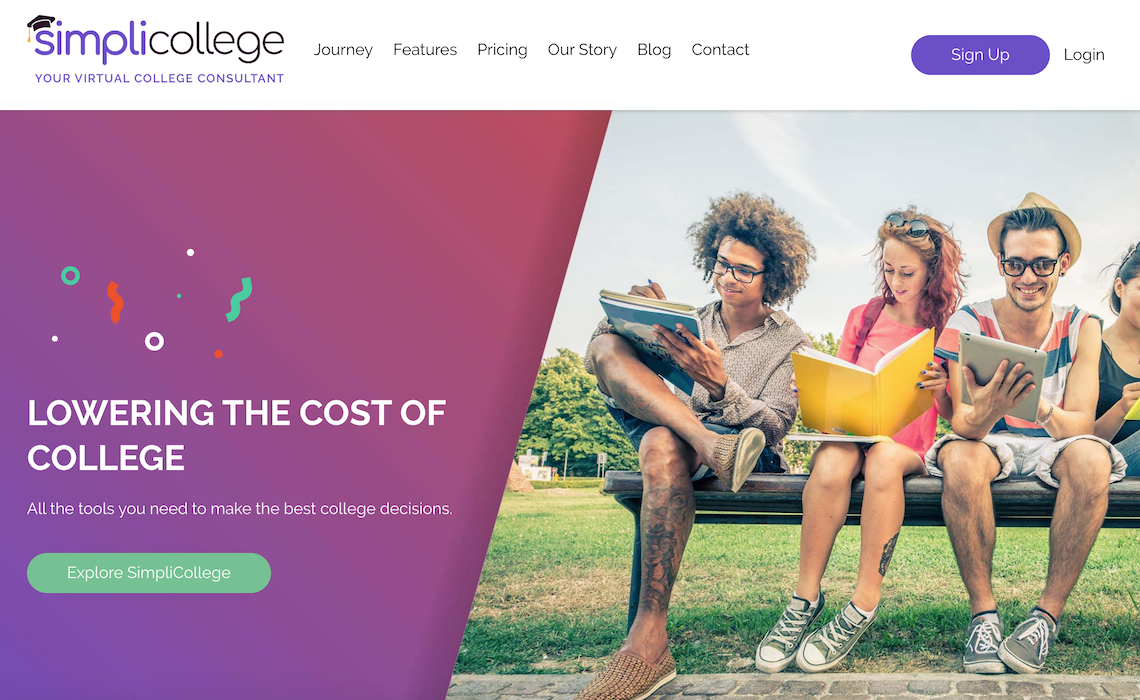 simplicollege
YOUR VIRTUAL COLLEGE CONSULTANT
Journey Features Pricing Our Story Blog Contact
Sign Up Login
LOWERING THE COST OF
COLLEGE
All the tools you need to make the best college decisions.
Explore SimpliCollege